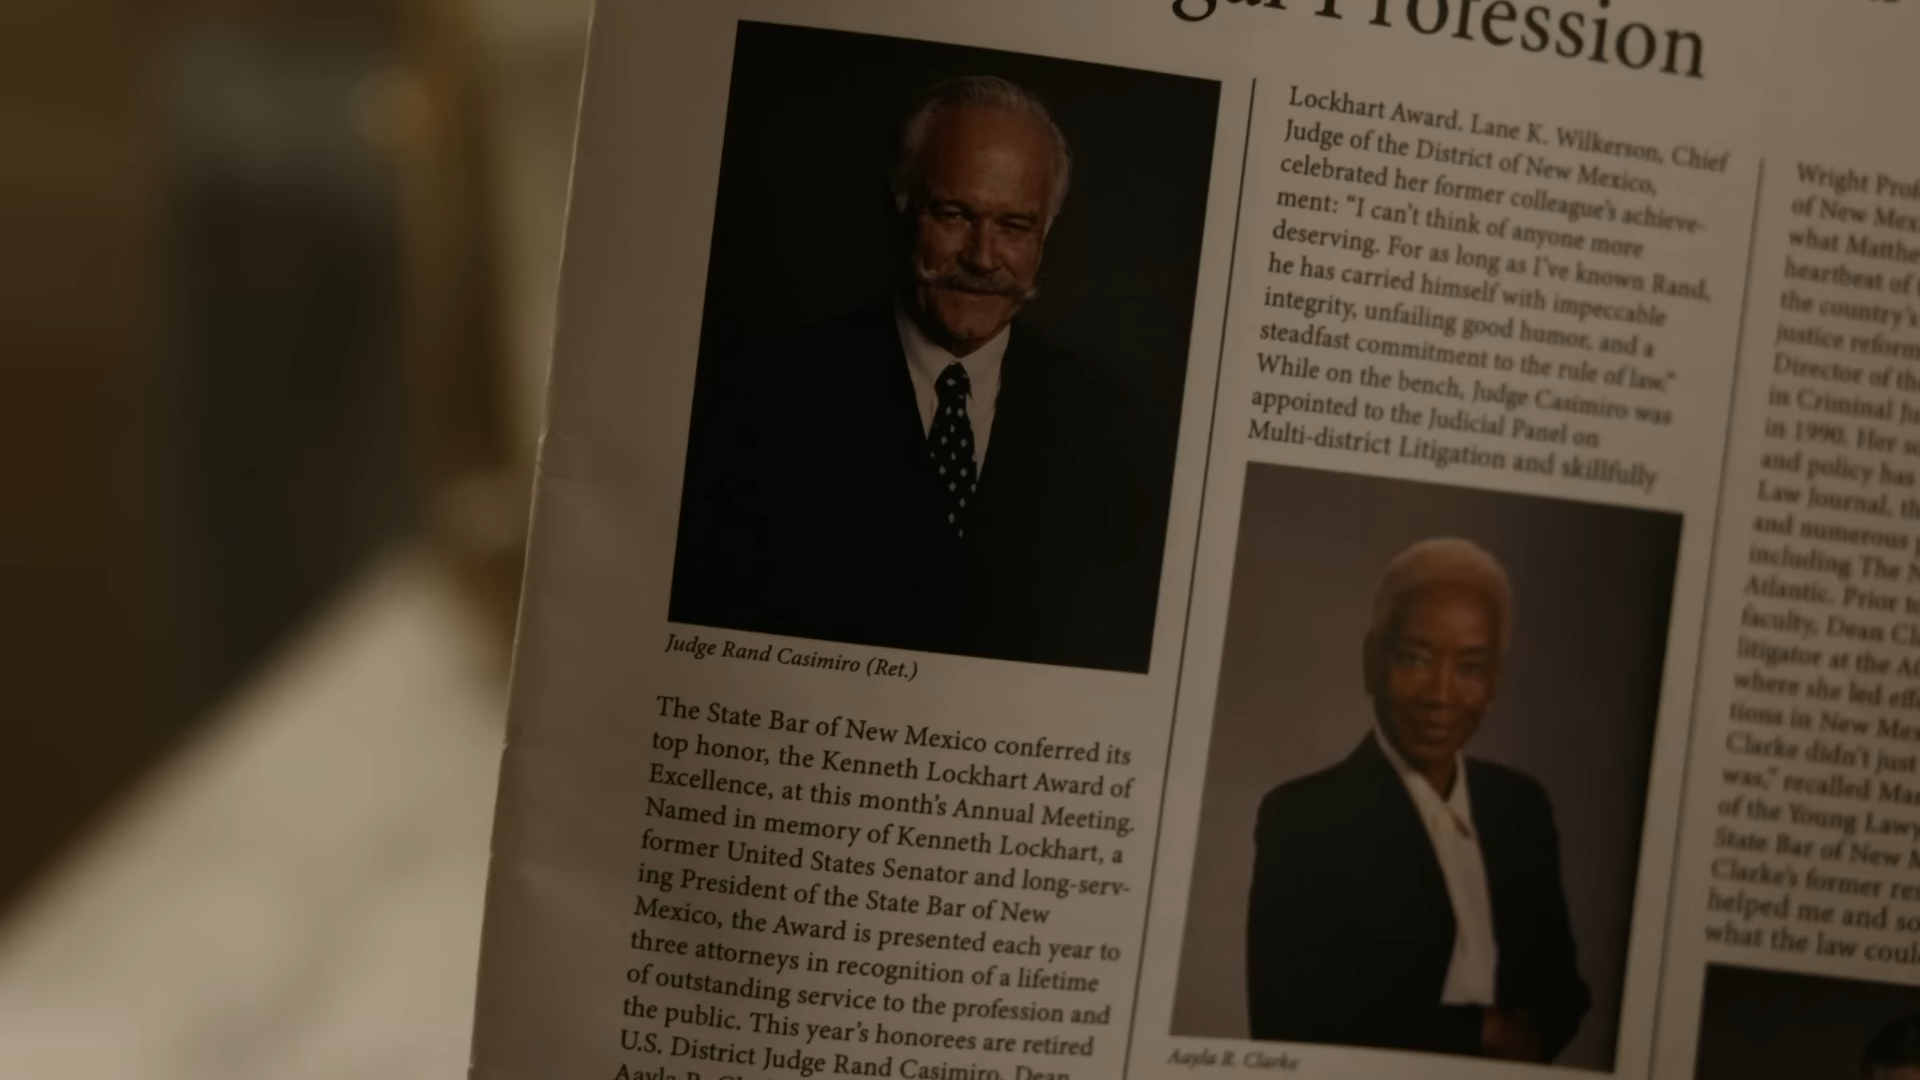 Profession
Judge Rand Casimiro (Ret.)
The State Bar of New Mexico conferred its
top honor, the Kenneth Lockhart Award of
Excellence, at this month's Annual Meeting.
Named in memory of Kenneth Lockhart, a
former United States Senator and long-serv-
ing President of the State Bar of New
Mexico, the Award is presented each year to
three attorneys in recognition of a lifetime
of outstanding service to the profession and
the public. This year's honorees are retired
U.S. District Judge Rand Casimiro, Dean
Lockhart Award. Lane K. Wilkerson, Chief
Judge of the District of New Mexico,
celebrated her former colleague's achieve-
ment: "I can't think of anyone more
deserving. For as long as I've known Rand,
he has carried himself with impeccable
integrity, unfailing good humor, and a
steadfast commitment to the rule of law."
While on the bench, Judge Casimiro was
appointed to the Judicial Panel on
Multi-district Litigation and skillfully
Aayla R. Clarke
Wright
of New
what
heartbeat of
the country's
justice reform
Director of the
in Criminal
in 1990. Her
and policy has
Law Journal,
and numerous
including The
Atlantic. Prior to
faculty, Dean
litigator at the
where she led
tions in New
Clarke didn't just
was," recalled
of the Young
State Bar of New
Clarke's former
helped me and
what the law